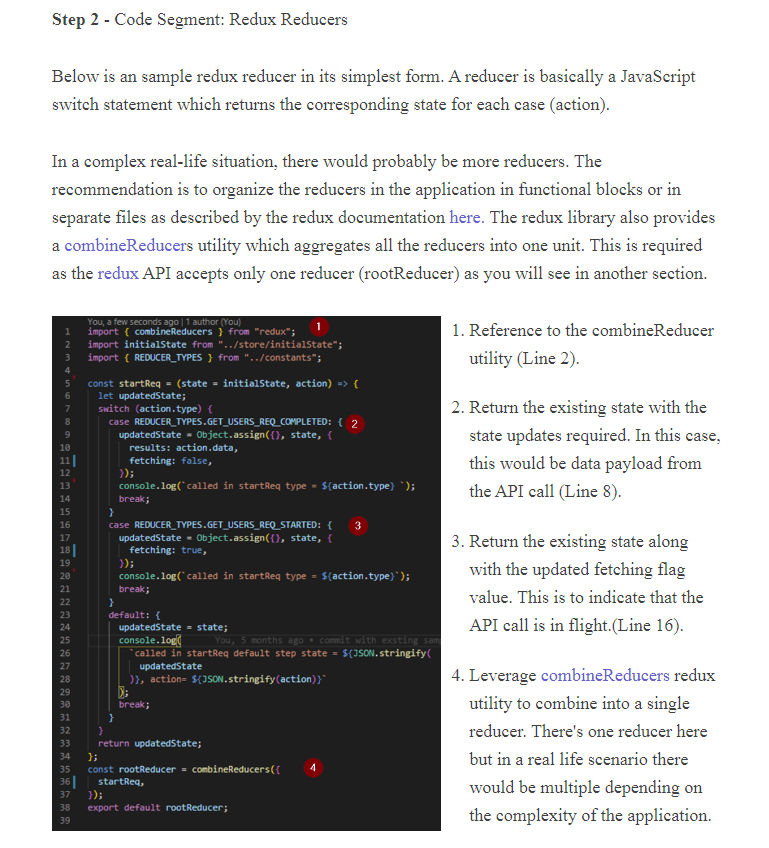 Step 2 - Code Segment: Redux Reducers
Below is an sample redux reducer in its simplest form. A reducer is basically a JavaScript
switch statement which returns the corresponding state for each case (action).
In a complex real-life situation, there would probably be more reducers. The
recommendation is to organize the reducers in the application in functional blocks or in
separate files as described by the redux documentation here. The redux library also provides
a combineReducers utility which aggregates all the reducers into one unit. This is required
as the redux API accepts only one reducer (rootReducer) as you will see in another section.
You, a few seconds ago | 1 author (You)
1 import { combineReducers } from "redux"; 1
2 import initialState from "../store/initialState";
3 import { REDUCER_TYPES } from "../constants";
4
5 const startReq = (state = initialState, action) => {
6 let updatedState;
7 switch (action.type) {
8 case REDUCER_TYPES.GET_USERS_REQ_COMPLETED: { 2
9 updatedState = Object.assign({}, state, {
10 results: action.data,
11 fetching: false,
12 });
13 console.log(`called in startReq type = ${action.type} `);
14 break;
15 }
16 case REDUCER_TYPES.GET_USERS_REQ_STARTED: { 3
17 updatedState = Object.assign({}, state, {
18 fetching: true,
19 });
20 console.log(`called in startReq type = ${action.type}`);
21 break;
22 }
23 default: {
24 updatedState = state;
25 console.log( You, 5 months ago • commit with exsting sam
26 `called in startReq default step state = ${JSON.stringify(
27 updatedState
28 )}, action= ${JSON.stringify(action)}`
29 );
30 break;
31 }
32 }
33 return updatedState;
34 };
35 const rootReducer = combineReducers({ 4
36 startReq,
37 });
38 export default rootReducer;
39
1. Reference to the combineReducer
utility (Line 2).
2. Return the existing state with the
state updates required. In this case,
this would be data payload from
the API call (Line 8).
3. Return the existing state along
with the updated fetching flag
value. This is to indicate that the
API call is in flight.(Line 16).
4. Leverage combineReducers redux
utility to combine into a single
reducer. There's one reducer here
but in a real life scenario there
would be multiple depending on
the complexity of the application.